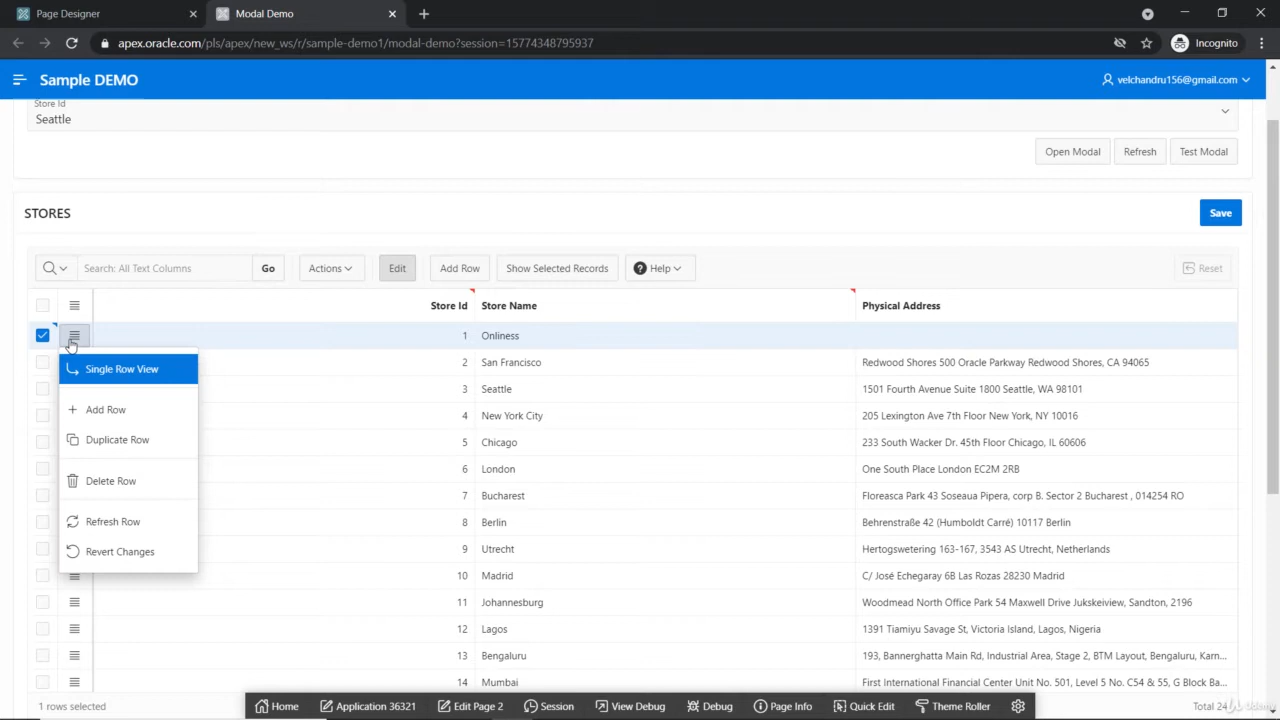 Page Designer
Modal Demo
apex.oracle.com/pls/apex/new_ws/r/sample-demo1/modal-demo?session=15774348795937
Incognito
Sample DEMO
velchandru156@gmail.com
Store Id
Seattle
Open Modal Refresh Test Modal
STORES
Save
Search: All Text Columns Go Actions Edit Add Row Show Selected Records Help Reset
Store Id Store Name Physical Address
1 Onliness
Single Row View
Add Row
Duplicate Row
Delete Row
Refresh Row
Revert Changes
2 San Francisco Redwood Shores 500 Oracle Parkway Redwood Shores, CA 94065
3 Seattle 1501 Fourth Avenue Suite 1800 Seattle, WA 98101
4 New York City 205 Lexington Ave 7th Floor New York, NY 10016
5 Chicago 233 South Wacker Dr. 45th Floor Chicago, IL 60606
6 London One South Place London EC2M 2RB
7 Bucharest Floreasca Park 43 Soseaua Pipera, corp B. Sector 2 Bucharest , 014254 RO
8 Berlin Behrenstraße 42 (Humboldt Carré) 10117 Berlin
9 Utrecht Hertogswetering 163-167, 3543 AS Utrecht, Netherlands
10 Madrid C/ José Echegaray 6B Las Rozas 28230 Madrid
11 Johannesburg Woodmead North Office Park 54 Maxwell Drive Jukskeiview, Sandton, 2196
12 Lagos 1391 Tiamiyu Savage St, Victoria Island, Lagos, Nigeria
13 Bengaluru 193, Bannerghatta Main Rd, Industrial Area, Stage 2, BTM Layout, Bengaluru, Karn...
14 Mumbai First International Financial Center Unit No. 501, Level 5 No. C54 & 55, G Block Ba...
1 rows selected
Total 24
Home Application 36321 Edit Page 2 Session View Debug Debug Page Info Quick Edit Theme Roller
Udemy